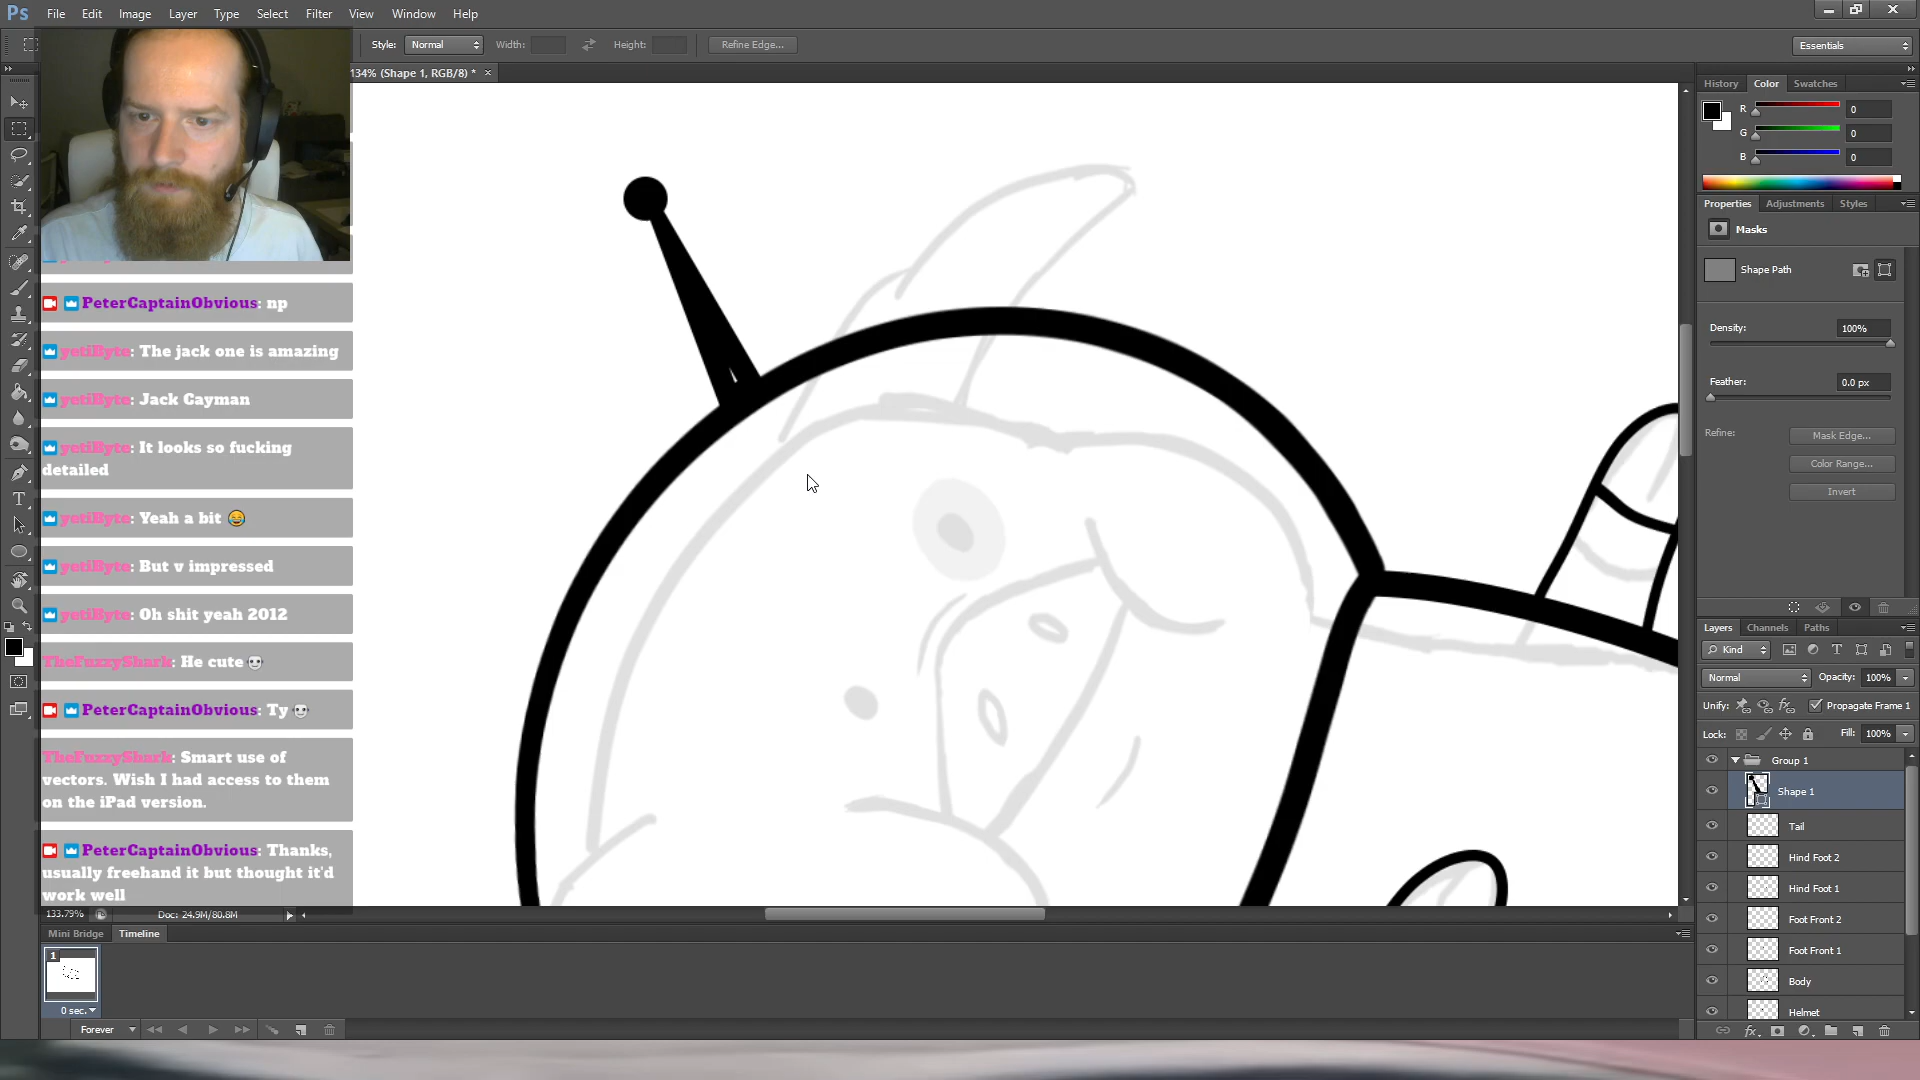 Ps File Edit Image Layer Type Select Filter View Window Help
Style: Normal Width: Height: Refine Edge... Essentials
134% (Shape 1, RGB/8) * ×
History Color Swatches
R 0
G 0
B 0
Properties Adjustments Styles
Masks
Shape Path
Density: 100%
Feather: 0.0 px
Refine: Mask Edge...
Color Range...
Invert
PeterCaptainObvious: np
yetiByte: The jack one is amazing
yetiByte: Jack Cayman
yetiByte: It looks so fucking
detailed
yetiByte: Yeah a bit 😂
yetiByte: But v impressed
yetiByte: Oh shit yeah 2012
TheFuzzyShark: He cute
PeterCaptainObvious: Ty
TheFuzzyShark: Smart use of
vectors. Wish I had access to them
on the iPad version.
PeterCaptainObvious: Thanks,
usually freehand it but thought it'd
work well
Layers Channels Paths
Kind
Normal Opacity: 100%
Unify: Propagate Frame 1
Lock: Fill: 100%
Group 1
Shape 1
Tail
Hind Foot 2
Hind Foot 1
Foot Front 2
Foot Front 1
Body
Helmet
133.79% Doc: 24.9M/80.8M
Mini Bridge Timeline
1
0 sec.
Forever